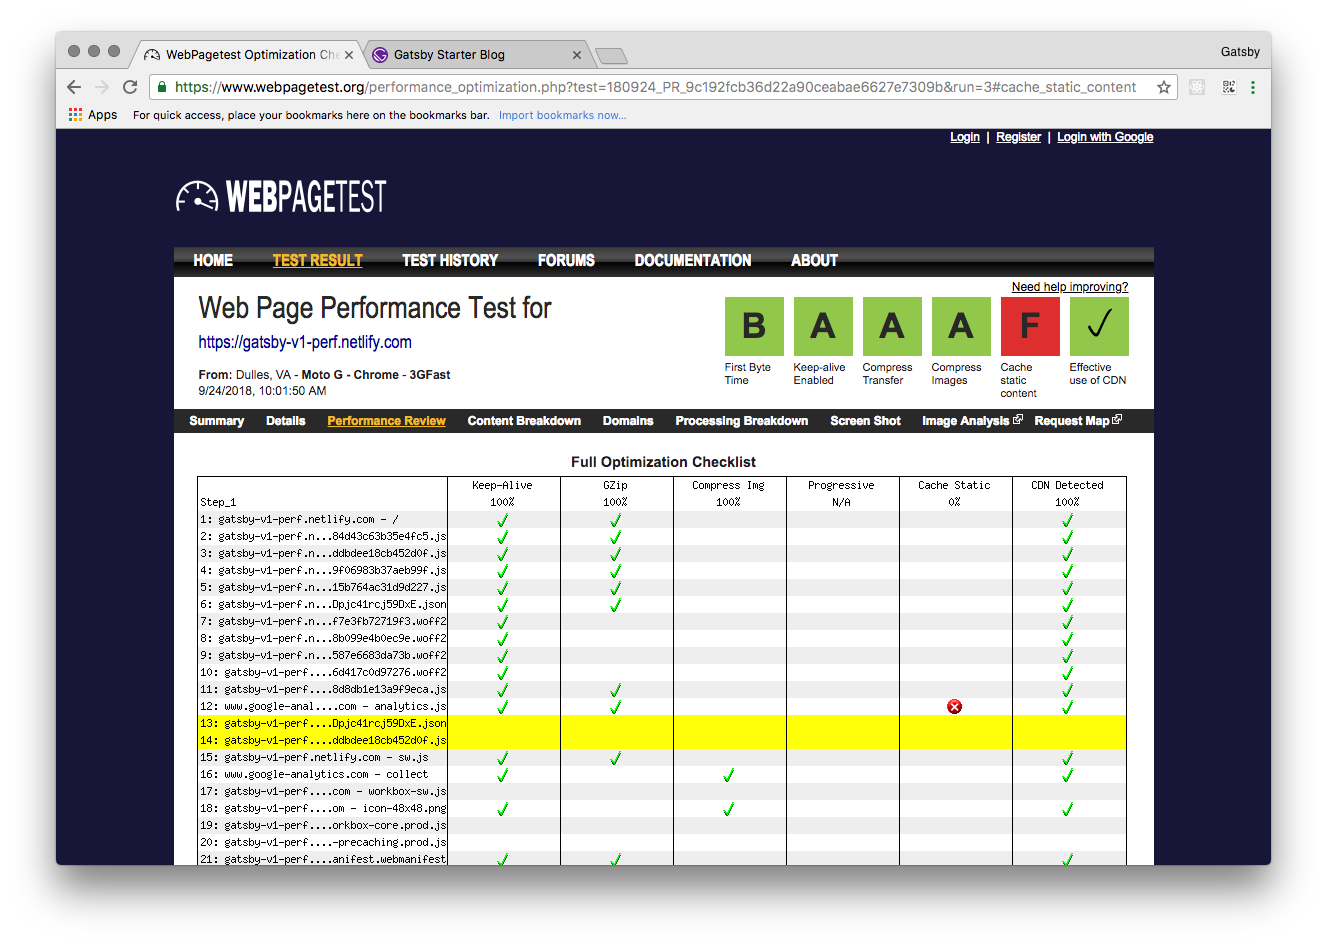 WebPagetest Optimization Che
Gatsby Starter Blog
Gatsby
https://www.webpagetest.org/performance_optimization.php?test=180924_PR_9c192fcb36d22a90ceabae6627e7309b&run=3#cache_static_content
Apps For quick access, place your bookmarks here on the bookmarks bar. Import bookmarks now...
Login | Register | Login with Google
WEBPAGETEST
HOME TEST RESULT TEST HISTORY FORUMS DOCUMENTATION ABOUT
Need help improving?
Web Page Performance Test for
https://gatsby-v1-perf.netlify.com
From: Dulles, VA - Moto G - Chrome - 3GFast
9/24/2018, 10:01:50 AM
B A A A F
First Byte Time
Keep-alive Enabled
Compress Transfer
Compress Images
Cache static content
Effective use of CDN
Summary Details Performance Review Content Breakdown Domains Processing Breakdown Screen Shot Image Analysis Request Map
Full Optimization Checklist
Keep-Alive GZip Compress Img Progressive Cache Static CDN Detected
Step_1 100% 100% 100% N/A 0% 100%
1: gatsby-v1-perf.netlify.com - /
2: gatsby-v1-perf.n...84d43c63b35e4fc5.js
3: gatsby-v1-perf.n...ddbdee18cb452d0f.js
4: gatsby-v1-perf.n...9f06983b37aeb99f.js
5: gatsby-v1-perf.n...15b764ac31d9d227.js
6: gatsby-v1-perf.n...Dpjc41rcj59DxE.json
7: gatsby-v1-perf.n...f7e3fb72719f3.woff2
8: gatsby-v1-perf.n...8b099e4b0ec9e.woff2
9: gatsby-v1-perf.n...587e6683da73b.woff2
10: gatsby-v1-perf....6d417c0d97276.woff2
11: gatsby-v1-perf....8d8db1e13a9f9eca.js
12: www.google-anal....com - analytics.js
13: gatsby-v1-perf....Dpjc41rcj59DxE.json
14: gatsby-v1-perf....ddbdee18cb452d0f.js
15: gatsby-v1-perf.netlify.com - sw.js
16: www.google-analytics.com - collect
17: gatsby-v1-perf....com - workbox-sw.js
18: gatsby-v1-perf....om - icon-48x48.png
19: gatsby-v1-perf....orkbox-core.prod.js
20: gatsby-v1-perf....-precaching.prod.js
21: gatsby-v1-perf....anifest.webmanifest